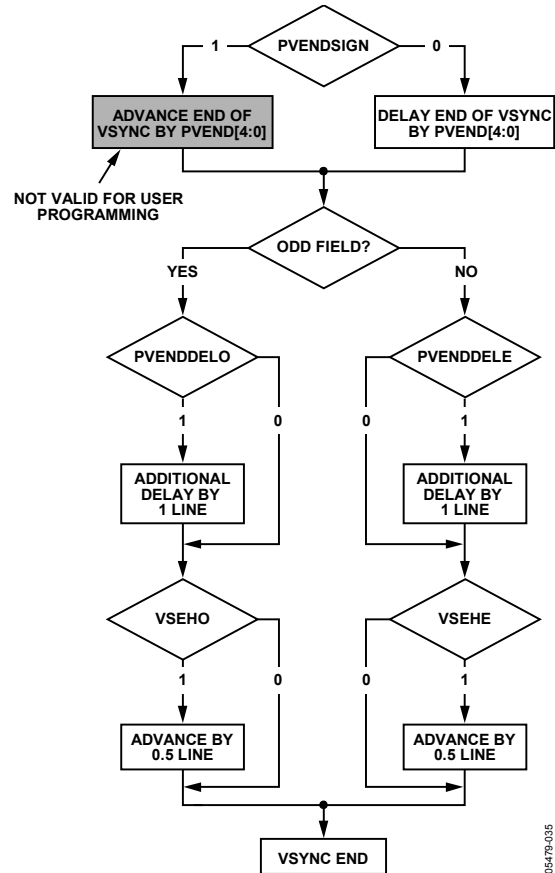 PVENDSIGN
1
0
ADVANCE END OF
VSYNC BY PVEND[4:0]
DELAY END OF VSYNC
BY PVEND[4:0]
NOT VALID FOR USER
PROGRAMMING
ODD FIELD?
YES
NO
PVENDDELO
PVENDDELE
1
0
0
1
ADDITIONAL
DELAY BY
1 LINE
ADDITIONAL
DELAY BY
1 LINE
VSEHO
VSEHE
1
0
0
1
ADVANCE BY
0.5 LINE
ADVANCE BY
0.5 LINE
VSYNC END
05479-035